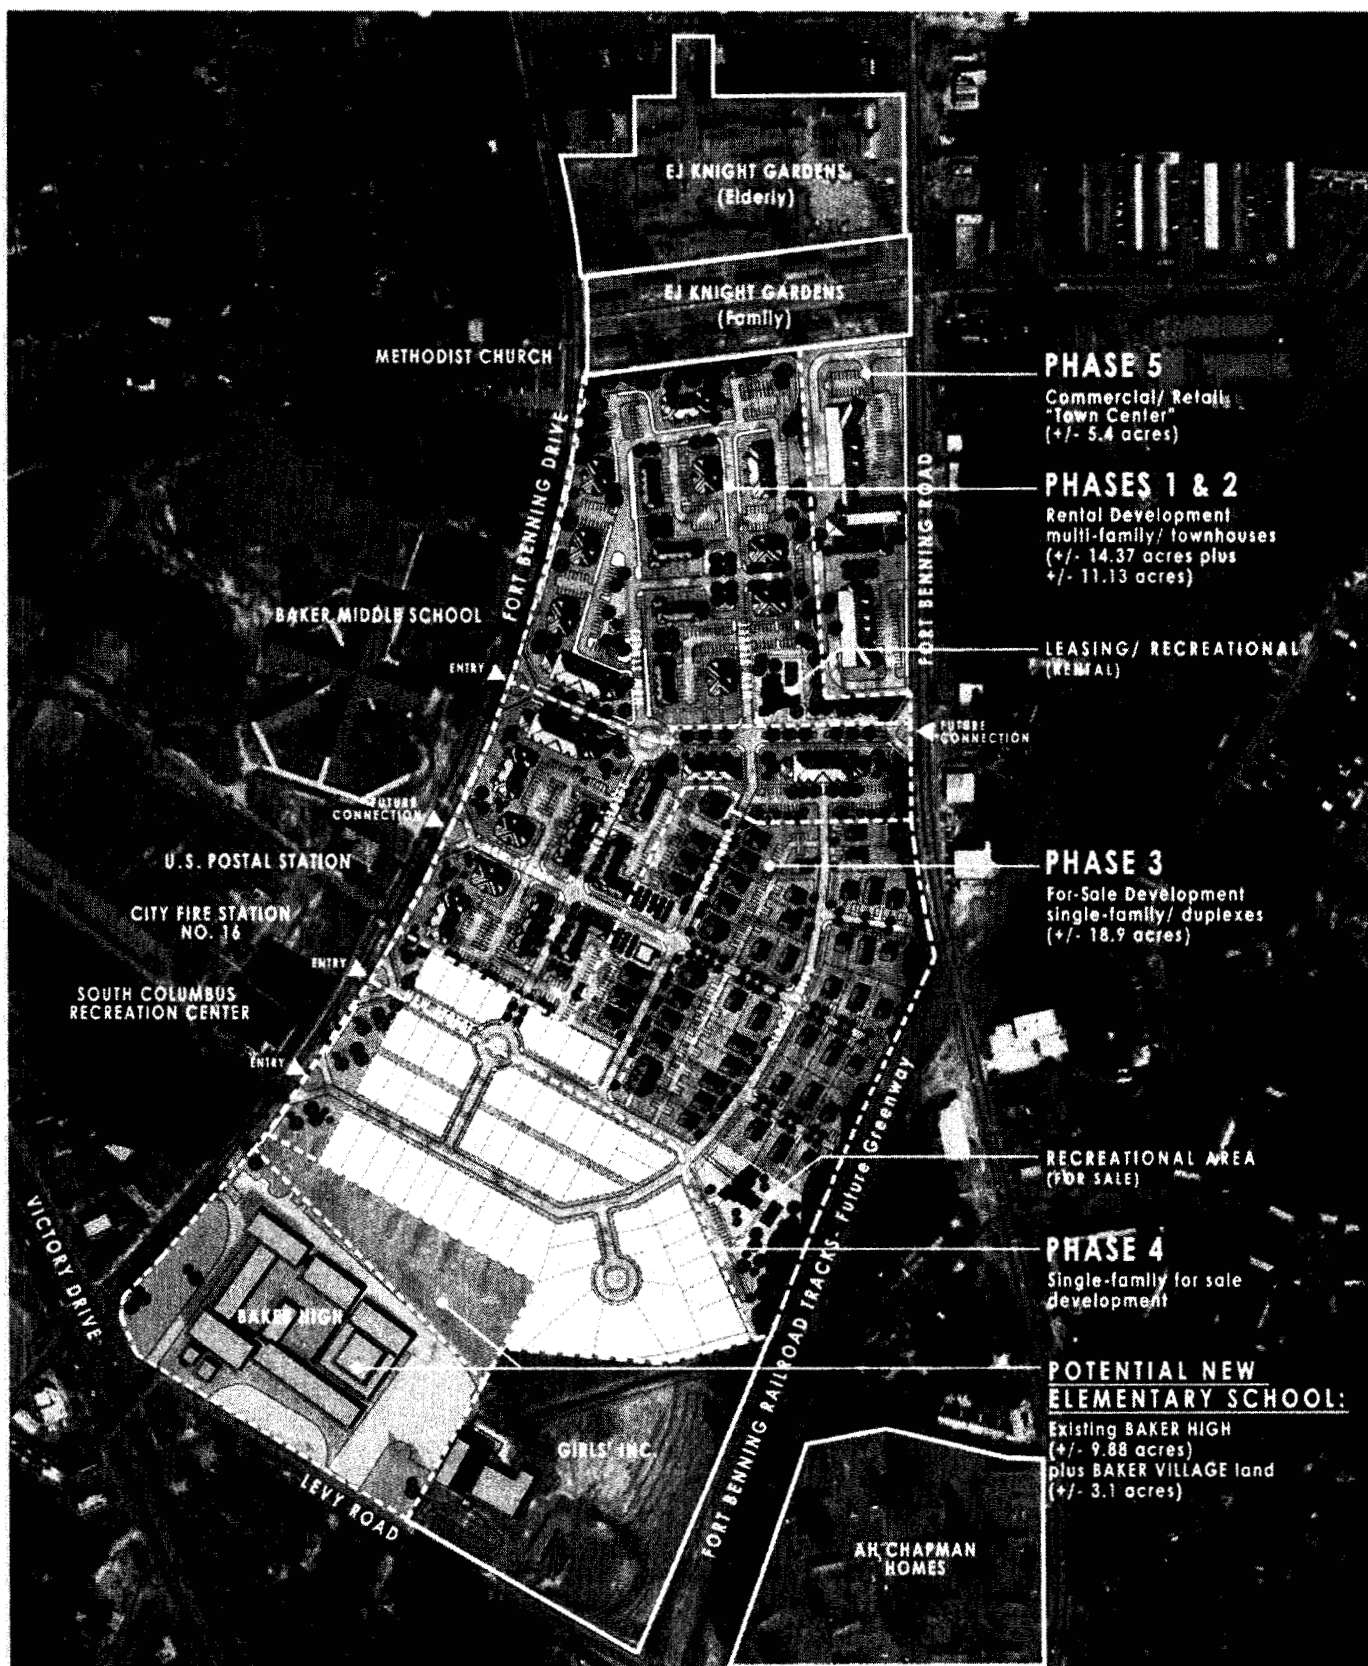 EJ KNIGHT GARDENS
(Elderly)
EJ KNIGHT GARDENS
(Family)
METHODIST CHURCH
FORT BENNING DRIVE
FORT BENNING ROAD
PHASE 5
Commercial/ Retail
"Town Center"
(+/- 5.4 acres)
PHASES 1 & 2
Rental Development
multi-family/ townhouses
(+/- 14.37 acres plus
+/- 11.13 acres)
BAKER MIDDLE SCHOOL
ENTRY
LEASING/ RECREATIONAL
(RENTAL)
FUTURE
CONNECTION
FUTURE
CONNECTION
U.S. POSTAL STATION
PHASE 3
For-Sale Development
single-family/ duplexes
(+/- 18.9 acres)
CITY FIRE STATION
NO. 16
ENTRY
SOUTH COLUMBUS
RECREATION CENTER
ENTRY
FORT BENNING RAILROAD TRACKS - Future Greenway
RECREATIONAL AREA
(FOR SALE)
VICTORY DRIVE
PHASE 4
Single-family for sale
development
BAKER HIGH
POTENTIAL NEW
ELEMENTARY SCHOOL:
Existing BAKER HIGH
(+/- 9.88 acres)
plus BAKER VILLAGE land
(+/- 3.1 acres)
GIRLS' INC.
LEVY ROAD
AH CHAPMAN
HOMES